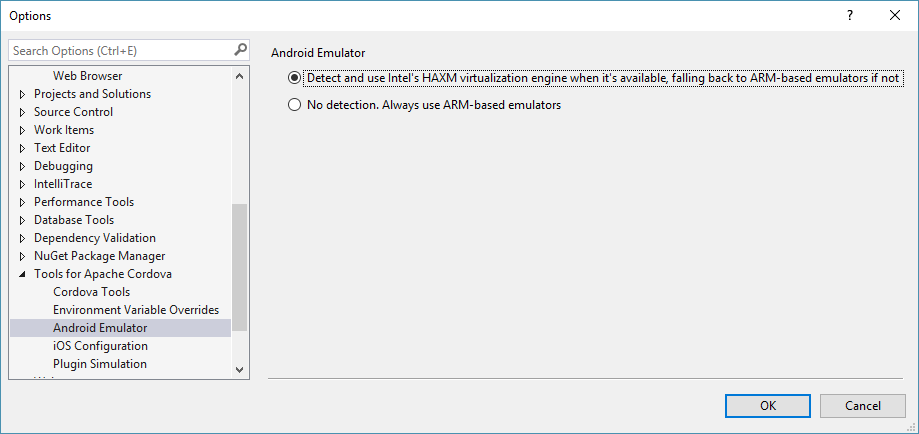 Options
Search Options (Ctrl+E)
Web Browser
Projects and Solutions
Source Control
Work Items
Text Editor
Debugging
IntelliTrace
Performance Tools
Database Tools
Dependency Validation
NuGet Package Manager
Tools for Apache Cordova
Cordova Tools
Environment Variable Overrides
Android Emulator
iOS Configuration
Plugin Simulation
Android Emulator
Detect and use Intel's HAXM virtualization engine when it's available, falling back to ARM-based emulators if not
No detection. Always use ARM-based emulators
OK
Cancel